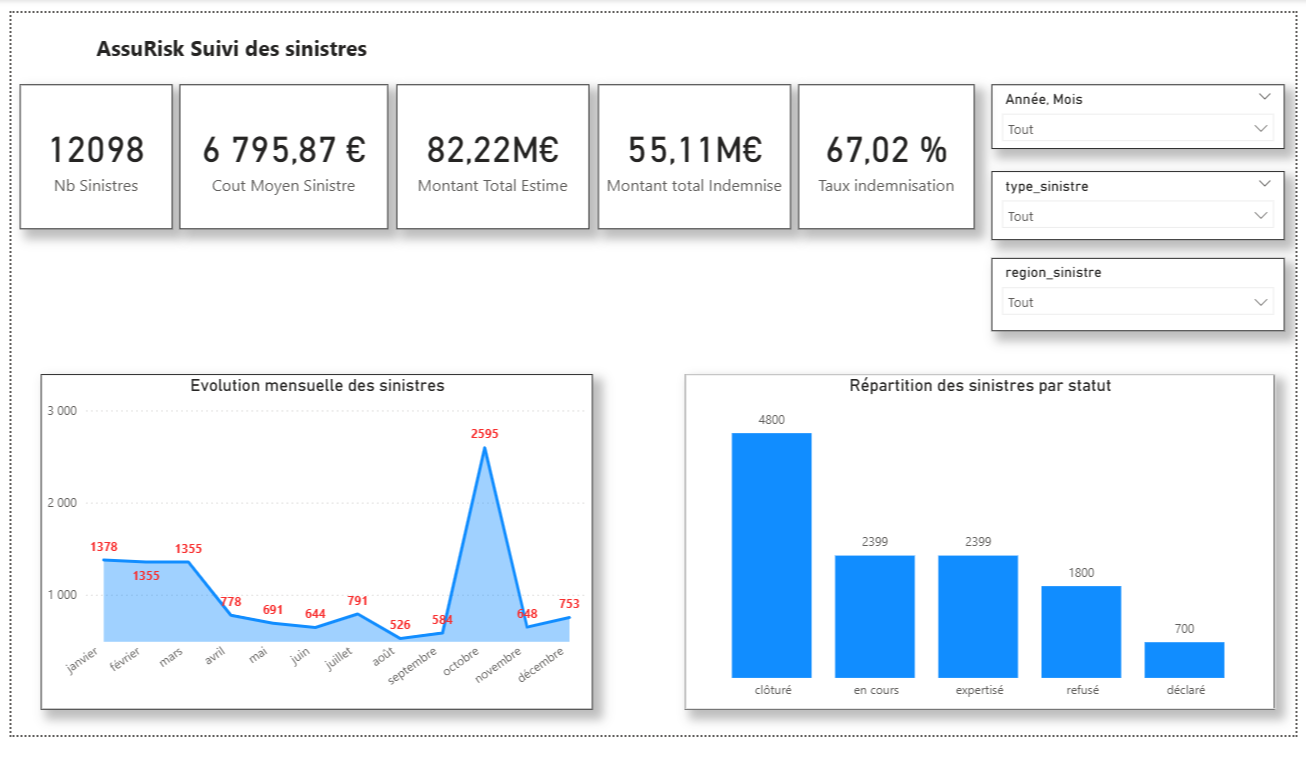 AssuRisk Suivi des sinistres
12098
Nb Sinistres
6 795,87 €
Cout Moyen Sinistre
82,22M€
Montant Total Estime
55,11M€
Montant total Indemnise
67,02 %
Taux indemnisation
Année, Mois
Tout
type_sinistre
Tout
region_sinistre
Tout
Evolution mensuelle des sinistres
3 000
2 000
1 000
1378
1355
1355
778
691
644
791
526
584
2595
648
753
janvier
février
mars
avril
mai
juin
juillet
août
septembre
octobre
novembre
décembre
Répartition des sinistres par statut
4800
2399
2399
1800
700
clôturé
en cours
expertisé
refusé
déclaré